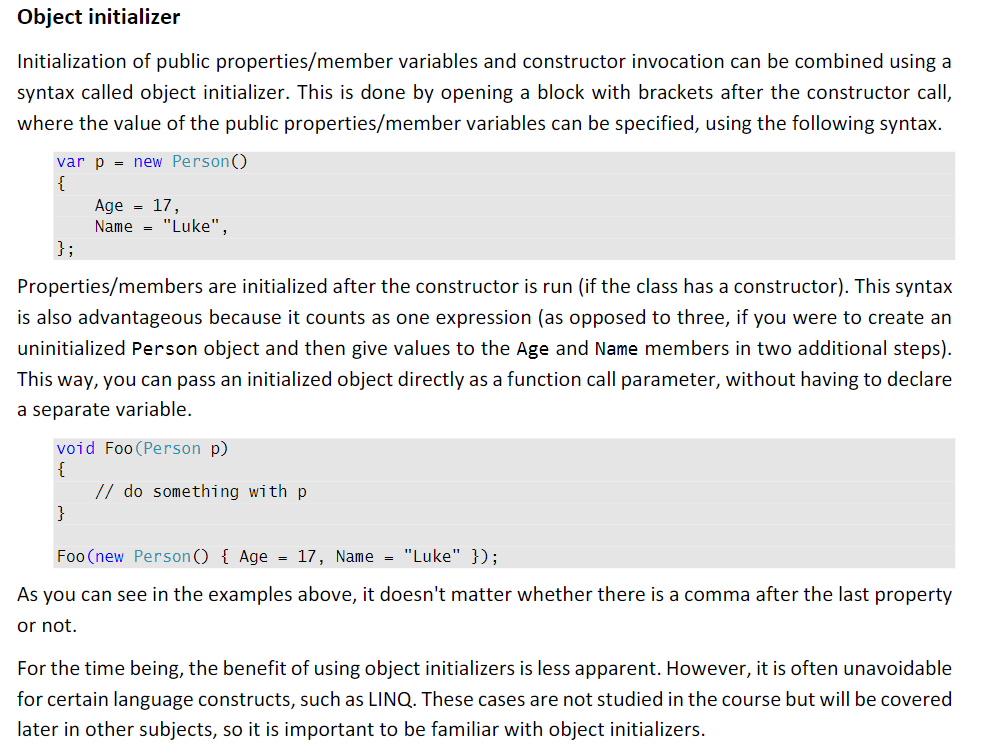 Object initializer
Initialization of public properties/member variables and constructor invocation can be combined using a
syntax called object initializer. This is done by opening a block with brackets after the constructor call,
where the value of the public properties/member variables can be specified, using the following syntax.
var p = new Person()
{
    Age = 17,
    Name = "Luke",
};
Properties/members are initialized after the constructor is run (if the class has a constructor). This syntax
is also advantageous because it counts as one expression (as opposed to three, if you were to create an
uninitialized Person object and then give values to the Age and Name members in two additional steps).
This way, you can pass an initialized object directly as a function call parameter, without having to declare
a separate variable.
void Foo(Person p)
{
    // do something with p
}
Foo(new Person() { Age = 17, Name = "Luke" });
As you can see in the examples above, it doesn't matter whether there is a comma after the last property
or not.
For the time being, the benefit of using object initializers is less apparent. However, it is often unavoidable
for certain language constructs, such as LINQ. These cases are not studied in the course but will be covered
later in other subjects, so it is important to be familiar with object initializers.